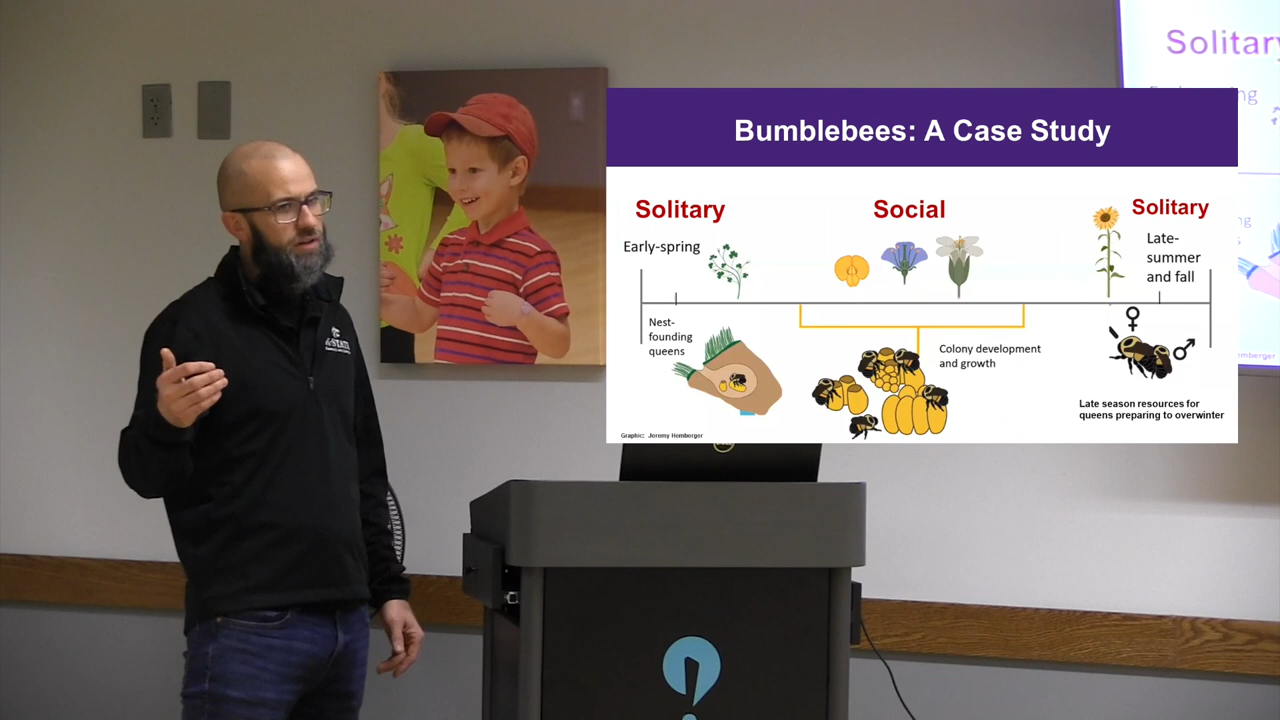 Solitary
Bumblebees: A Case Study
Solitary
Social
Solitary
Early-spring
Late-
summer
and fall
Nest-
founding
queens
Colony development
and growth
Late season resources for
queens preparing to overwinter
Graphic: Jeremy Hemberger